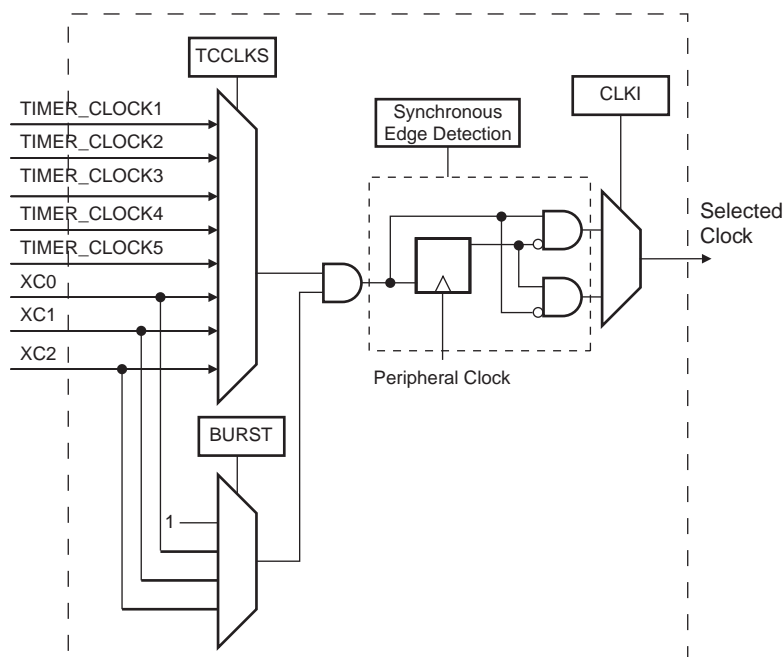 TCCLKS
TIMER_CLOCK1
TIMER_CLOCK2
TIMER_CLOCK3
TIMER_CLOCK4
TIMER_CLOCK5
XC0
XC1
XC2
Synchronous
Edge Detection
CLKI
Selected
Clock
Peripheral Clock
BURST
1